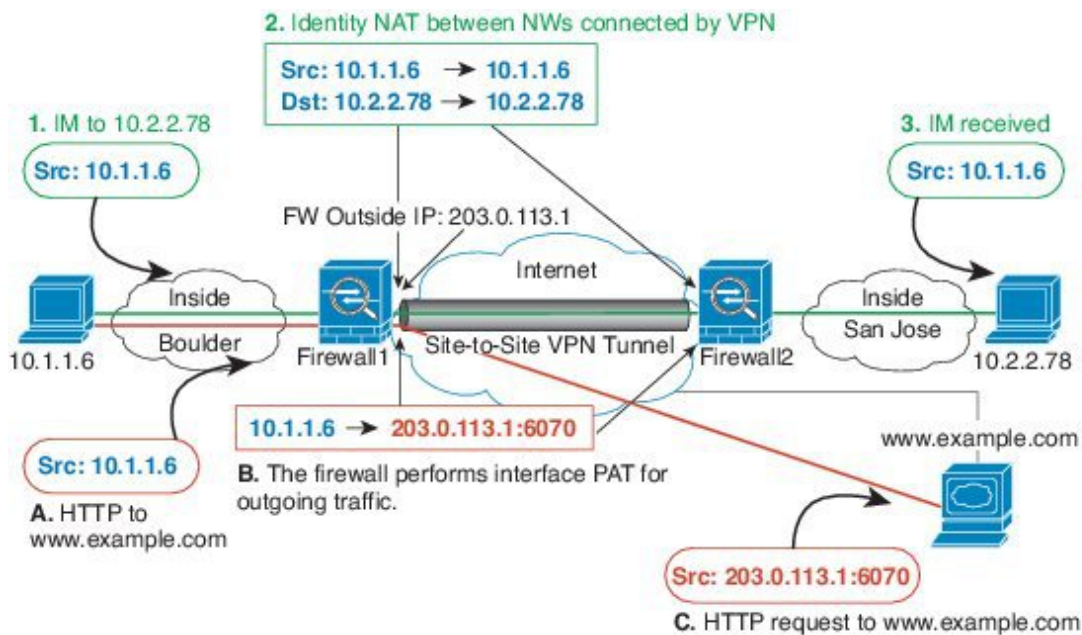 2. Identity NAT between NWs connected by VPN
Src: 10.1.1.6 → 10.1.1.6
Dst: 10.2.2.78 → 10.2.2.78
1. IM to 10.2.2.78
Src: 10.1.1.6
3. IM received
Src: 10.1.1.6
FW Outside IP: 203.0.113.1
Internet
Inside
Boulder
Inside
San Jose
10.1.1.6
Firewall1
Site-to-Site VPN Tunnel
Firewall2
10.2.2.78
10.1.1.6 → 203.0.113.1:6070
B. The firewall performs interface PAT for
outgoing traffic.
www.example.com
Src: 10.1.1.6
A. HTTP to
www.example.com
Src: 203.0.113.1:6070
C. HTTP request to www.example.com